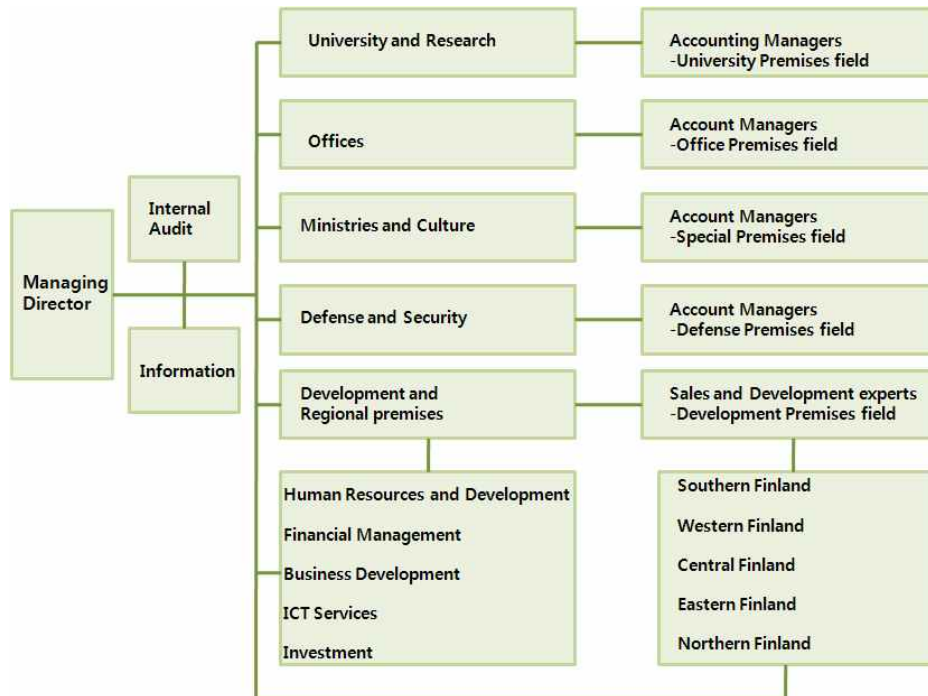 University and Research
Accounting Managers
-University Premises field
Offices
Account Managers
-Office Premises field
Internal
Audit
Ministries and Culture
Account Managers
-Special Premises field
Managing
Director
Defense and Security
Account Managers
-Defense Premises field
Information
Development and
Regional premises
Sales and Development experts
-Development Premises field
Human Resources and Development
Financial Management
Business Development
ICT Services
Investment
Southern Finland
Western Finland
Central Finland
Eastern Finland
Northern Finland